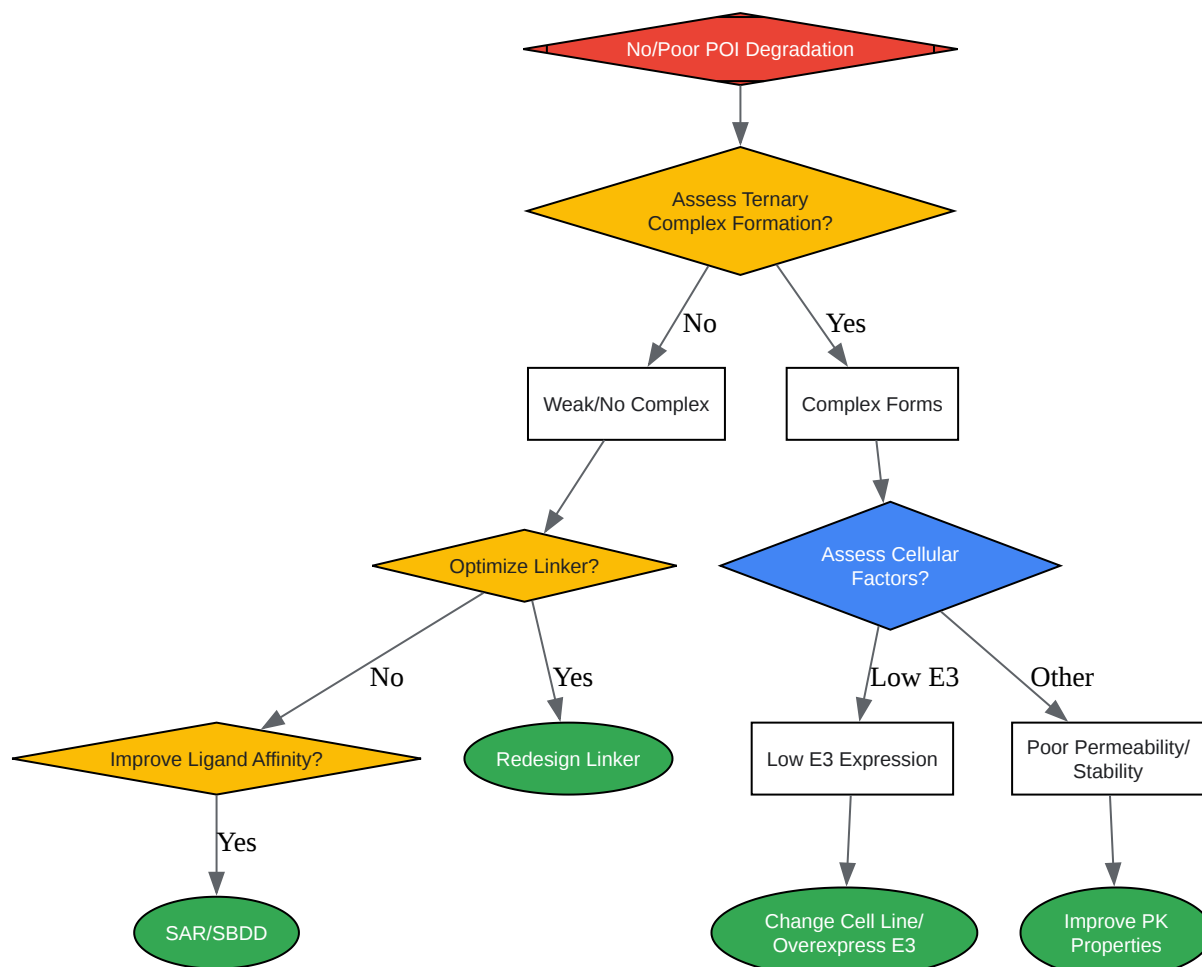 No/Poor POI Degradation
Assess Ternary
Complex Formation?
No
Yes
Weak/No Complex
Complex Forms
Optimize Linker?
Assess Cellular
Factors?
No
Yes
Low E3
Other
Improve Ligand Affinity?
Redesign Linker
Low E3 Expression
Poor Permeability/
Stability
Yes
SAR/SBDD
Change Cell Line/
Overexpress E3
Improve PK
Properties